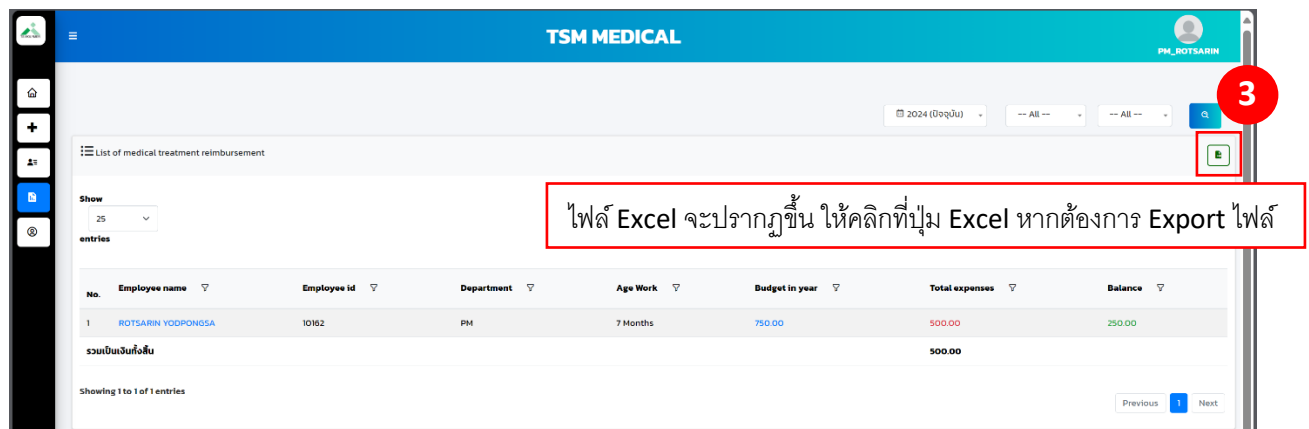 TSM MEDICAL
PM_ROTSARIN
3
2024 (ปัจจุบัน)
-- All --
-- All --
List of medical treatment reimbursement
Show
25
entries
ไฟล์ Excel จะปรากฏขึ้น ให้คลิกที่ปุ่ม Excel หากต้องการ Export ไฟล์
No. Employee name Employee id Department Age Work Budget in year Total expenses Balance
1 ROTSARIN YODPONGSA 10162 PM 7 Months 750.00 500.00 250.00
รวมเป็นเงินทั้งสิ้น 500.00
Showing 1 to 1 of 1 entries
Previous 1 Next